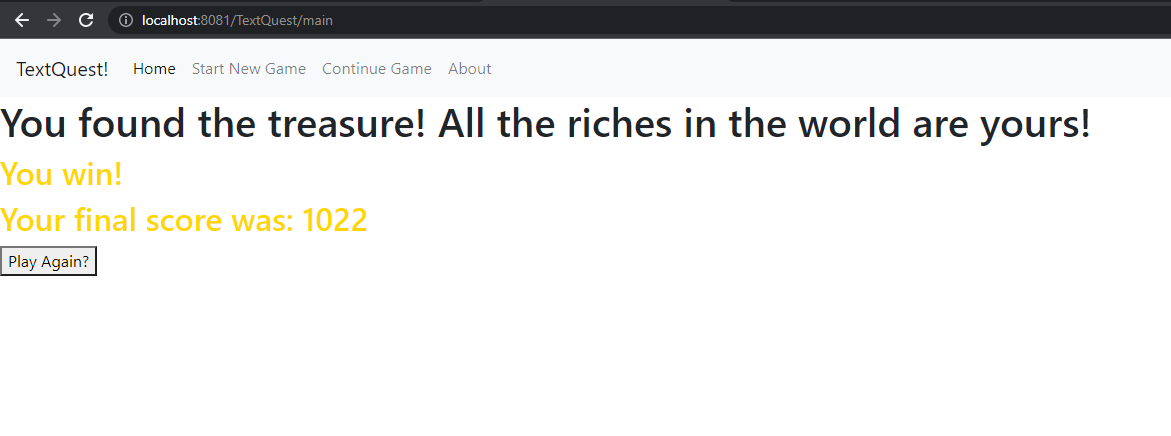 localhost:8081/TextQuest/main
TextQuest! Home Start New Game Continue Game About
You found the treasure! All the riches in the world are yours!
You win!
Your final score was: 1022
Play Again?